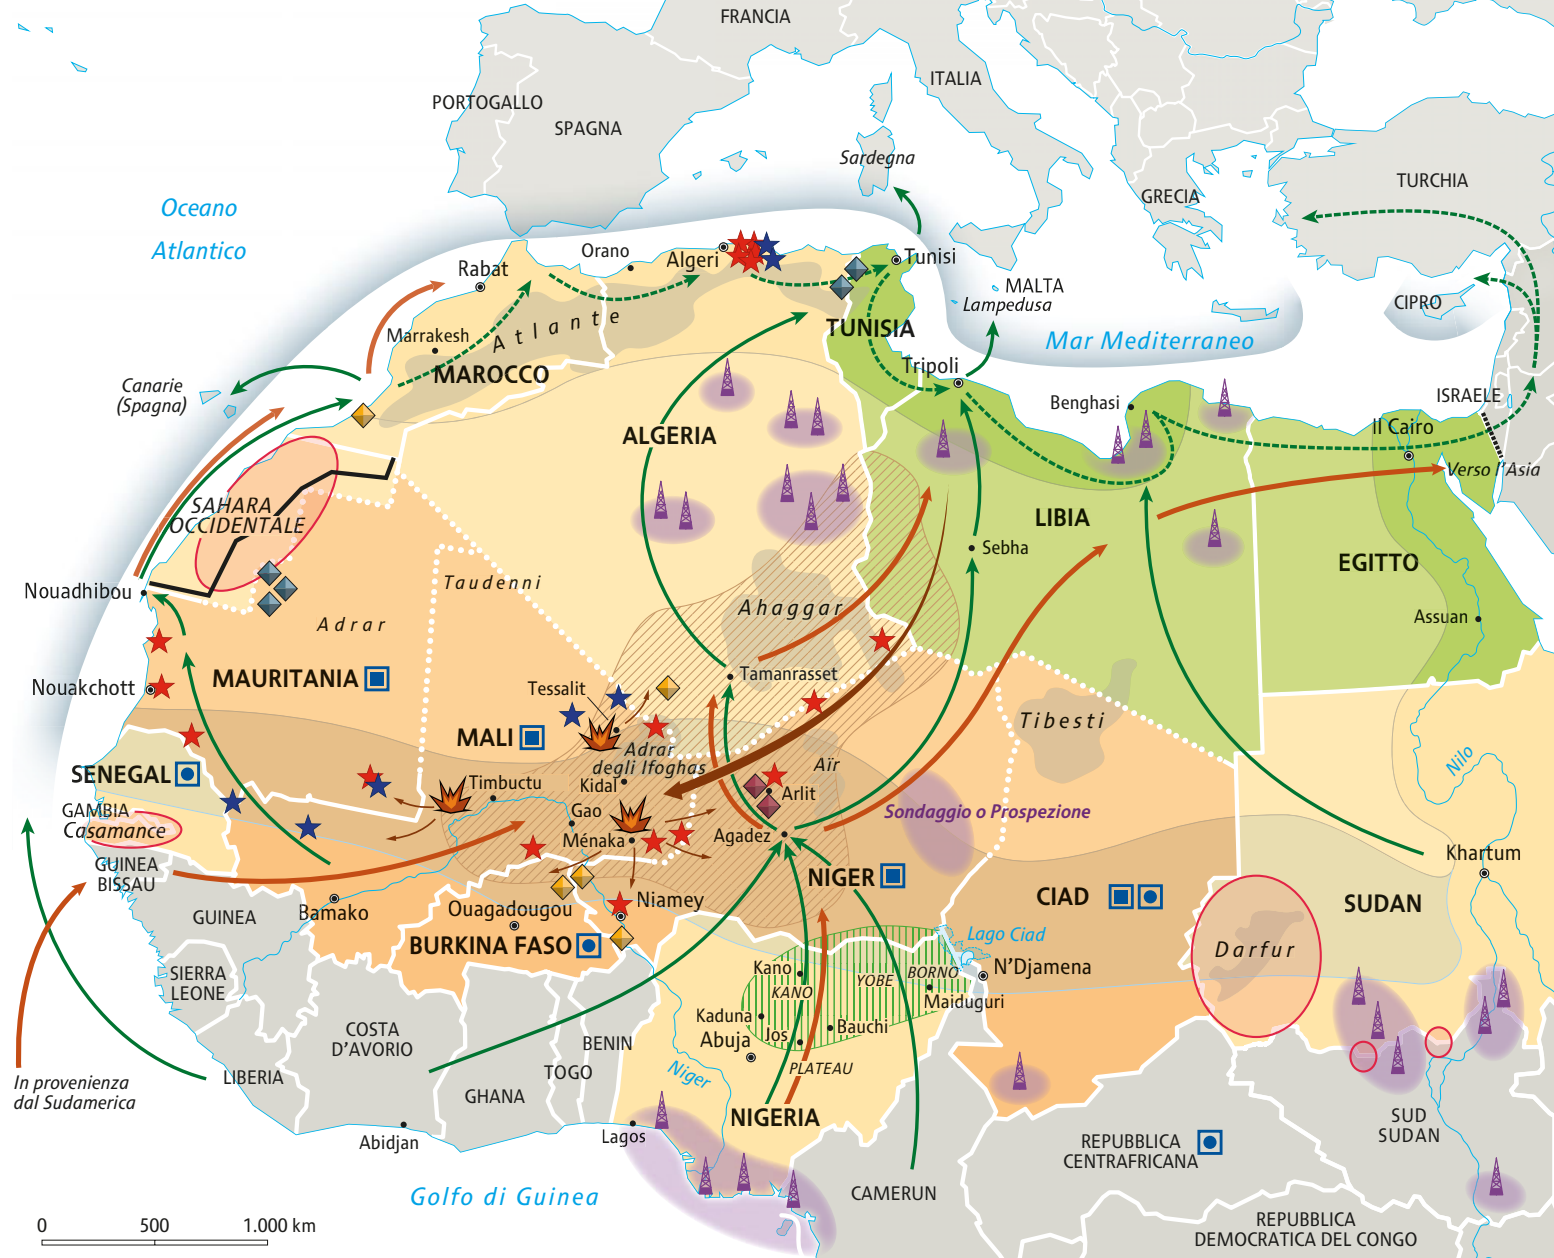 FRANCIA
ITALIA
PORTOGALLO
SPAGNA
Sardegna
TURCHIA
GRECIA
Oceano
Atlantico
Orano
Algeri
Tunisi
Rabat
MALTA
Lampedusa
CIPRO
Mar Mediterraneo
Atlante
Marrakesh
TUNISIA
Tripoli
MAROCCO
Canarie
(Spagna)
Benghasi
ISRAELE
Il Cairo
ALGERIA
Verso l'Asia
SAHARA
OCCIDENTALE
LIBIA
Sebha
EGITTO
Nouadhibou
Taudenni
Ahaggar
Adrar
Assuan
MAURITANIA
Nouakchott
Tamanrasset
Tessalit
Tibesti
MALI
Adrar
degli Ifoghas
Aïr
Nilo
SENEGAL
Timbuctu
Kidal
Arlit
GAMBIA
Casamance
Gao
Sondaggio o Prospezione
Ménaka
Agadez
GUINEA
BISSAU
Khartum
NIGER
CIAD
SUDAN
GUINEA
Bamako
Ouagadougou
Niamey
BURKINA FASO
Lago Ciad
Darfur
SIERRA
LEONE
Kano
KANO
YOBE
BORNO
N'Djamena
Maiduguri
COSTA
D'AVORIO
Kaduna
Abuja
Jos
Bauchi
BENIN
PLATEAU
TOGO
Niger
In provenienza
dal Sudamerica
LIBERIA
GHANA
NIGERIA
Abidjan
Lagos
SUD
SUDAN
REPUBBLICA
CENTRAFRICANA
Golfo di Guinea
CAMERUN
REPUBBLICA
DEMOCRATICA DEL CONGO
0 500 1.000 km